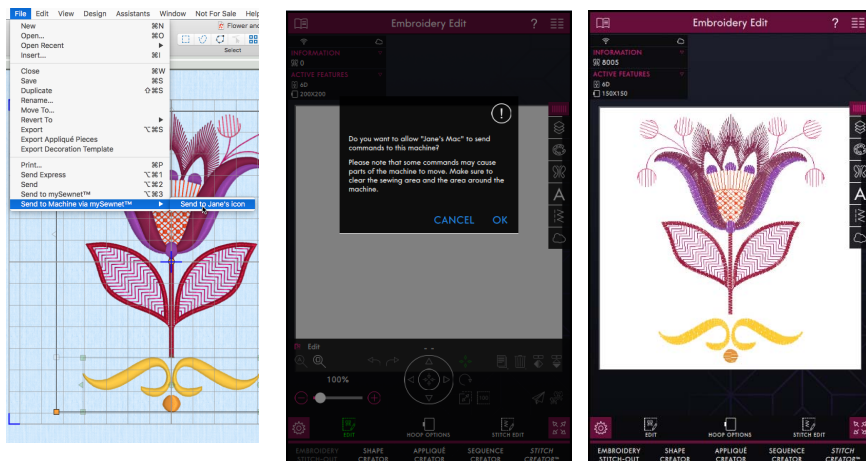 File Edit View Design Assistants Window Not For Sale Help
New ⌘N
Open... ⌘O
Open Recent ▶
Insert... ⌘I
Close ⌘W
Save ⌘S
Duplicate ⇧⌘S
Rename...
Move To...
Revert To ▶
Export ⌥⌘S
Export Appliqué Pieces
Export Decoration Template
Print... ⌘P
Send Express ⌥⌘1
Send ⌥⌘2
Send to mySewnet™ ⌥⌘3
Send to Machine via mySewnet™ ▶ Send to Jane's icon
Flower and
Select
Embroidery Edit ?
INFORMATION
0
ACTIVE FEATURES
6D
200X200
Do you want to allow "Jane's Mac" to send
commands to this machine?
Please note that some commands may cause
parts of the machine to move. Make sure to
clear the sewing area and the area around the
machine.
CANCEL OK
Edit
100%
EDIT HOOP OPTIONS STITCH EDIT
EMBROIDERY STITCH-OUT SHAPE CREATOR APPLIQUÉ CREATOR SEQUENCE CREATOR STITCH CREATOR™
Embroidery Edit ?
INFORMATION
8005
ACTIVE FEATURES
6D
150X150
A
EDIT HOOP OPTIONS STITCH EDIT
EMBROIDERY STITCH-OUT SHAPE CREATOR APPLIQUÉ CREATOR SEQUENCE CREATOR STITCH CREATOR™